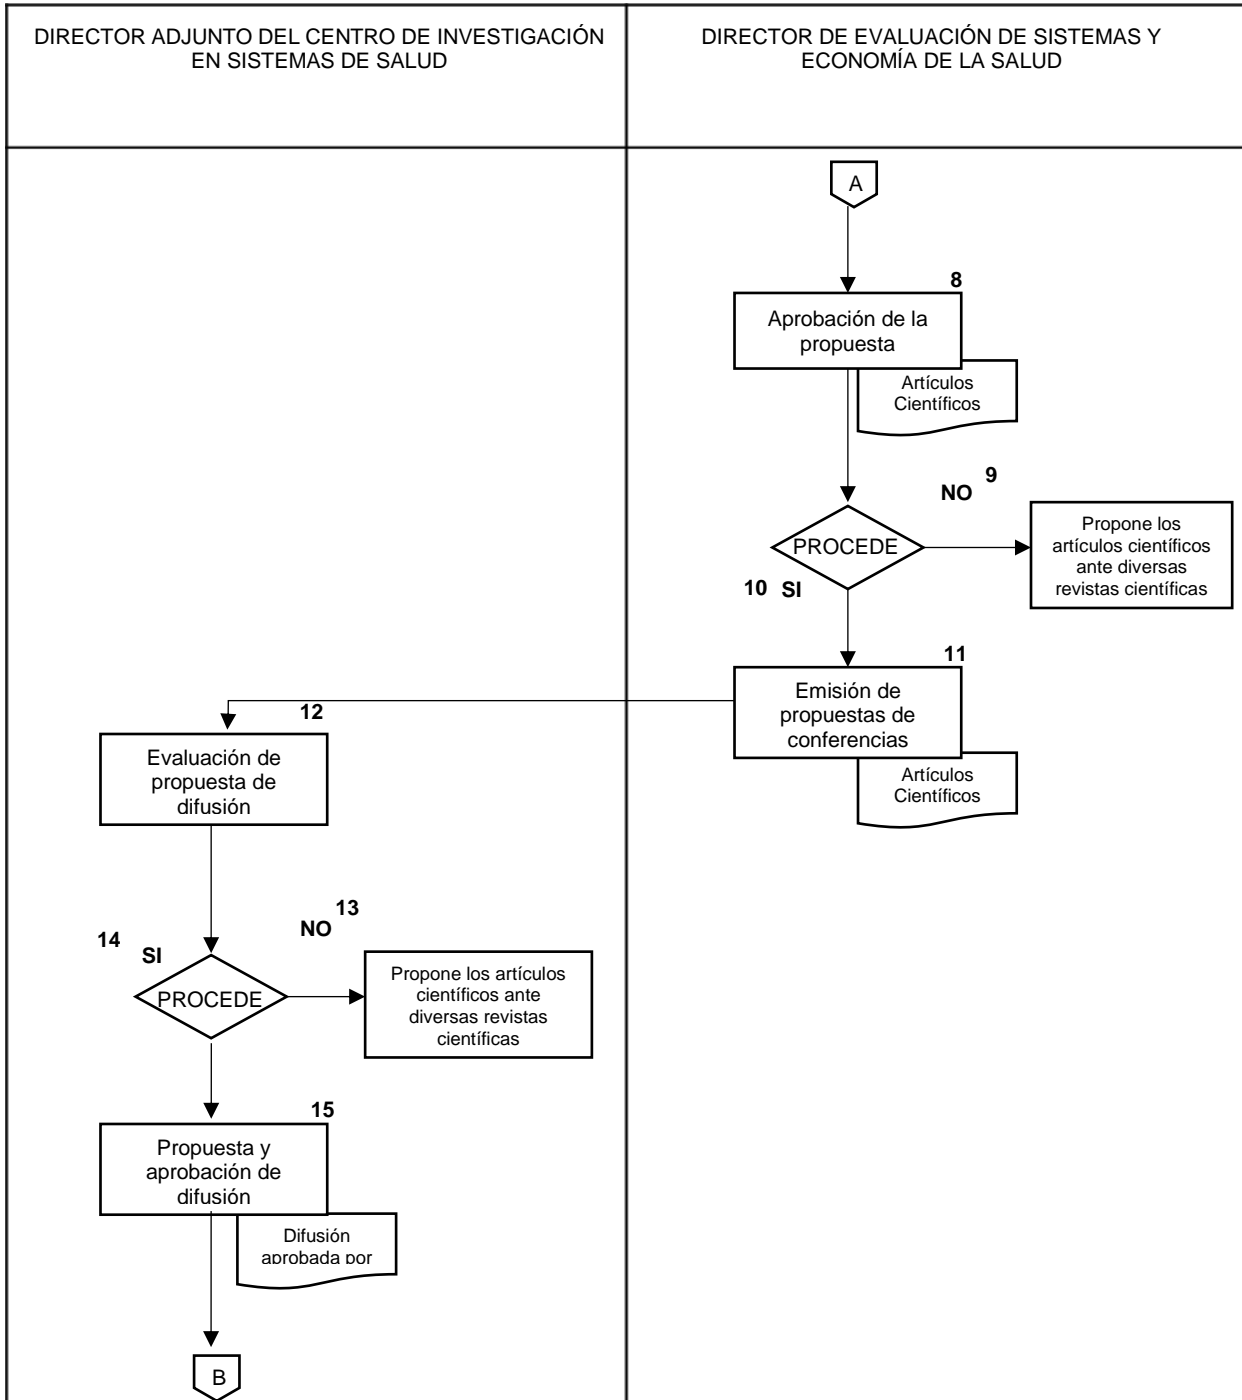 DIRECTOR ADJUNTO DEL CENTRO DE INVESTIGACIÓN
EN SISTEMAS DE SALUD
DIRECTOR DE EVALUACIÓN DE SISTEMAS Y
ECONOMÍA DE LA SALUD
A
8
Aprobación de la
propuesta
Artículos
Científicos
9
NO
PROCEDE
Propone los
artículos científicos
ante diversas
revistas científicas
10 SI
11
Emisión de
propuestas de
conferencias
Artículos
Científicos
12
Evaluación de
propuesta de
difusión
13
NO
14
SI
PROCEDE
Propone los artículos
científicos ante
diversas revistas
científicas
15
Propuesta y
aprobación de
difusión
Difusión
aprobada por
B